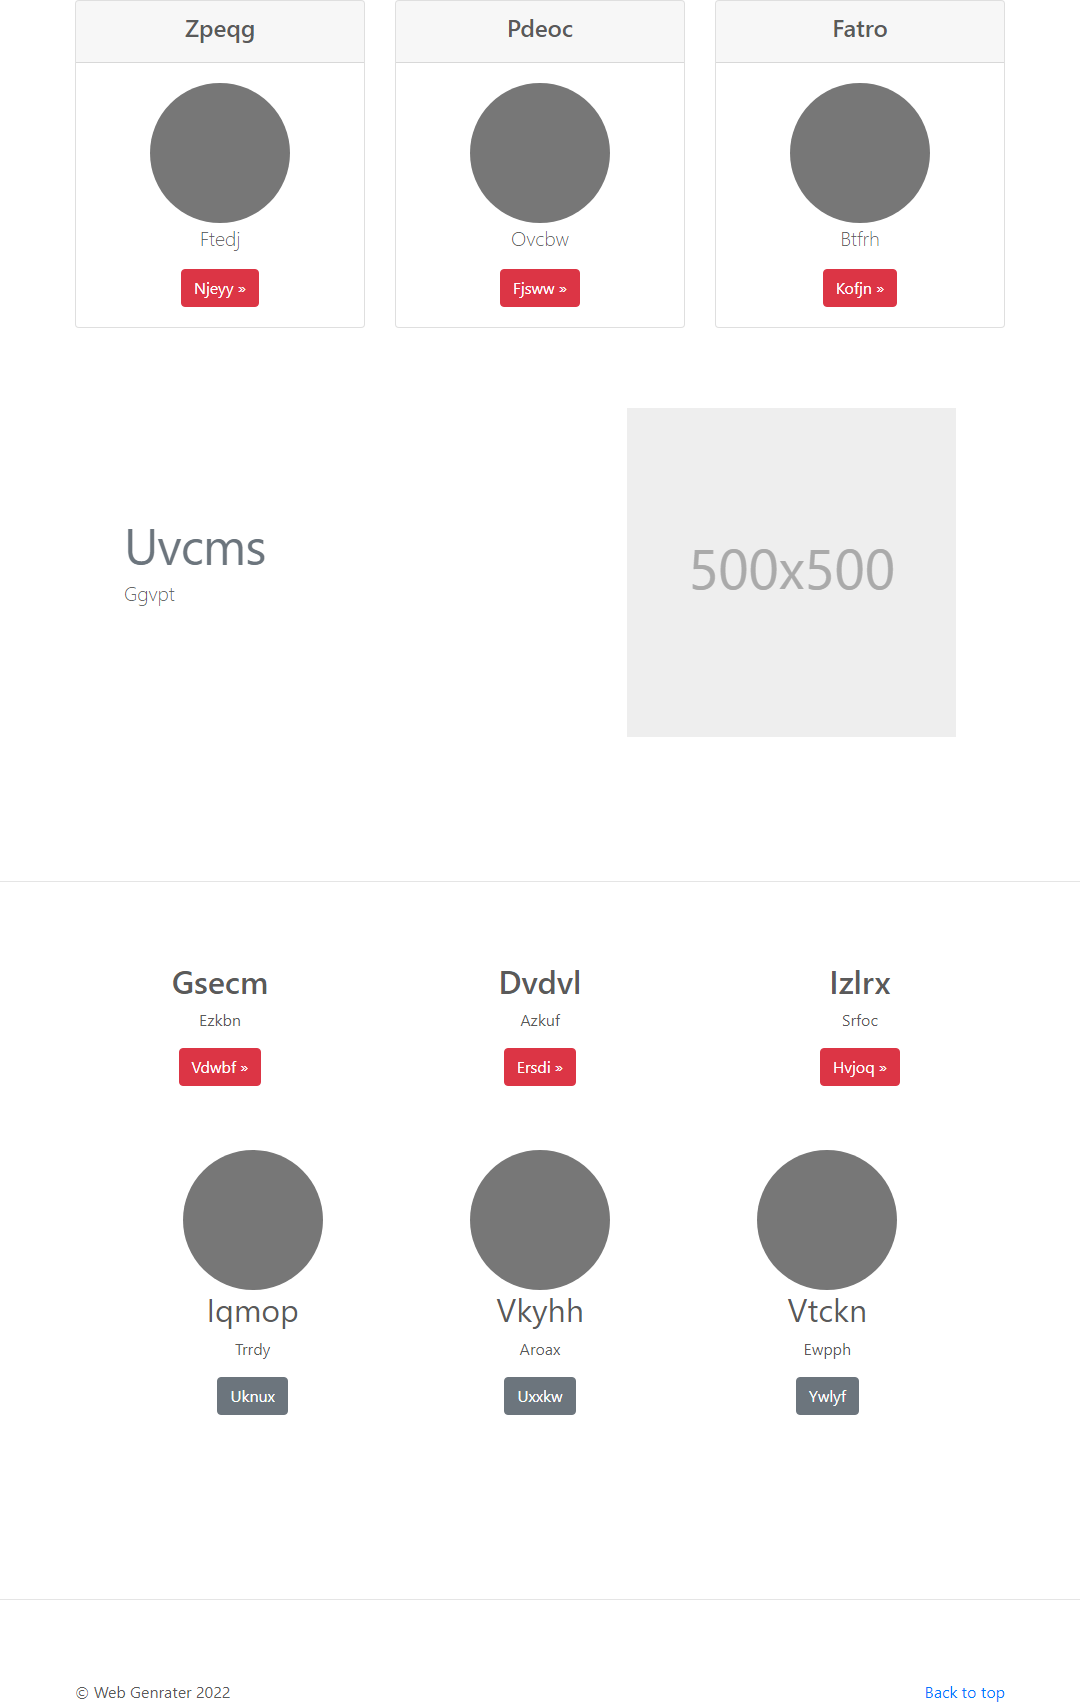 Zpeqg
Pdeoc
Fatro
Ftedj
Ovcbw
Btfrh
Njeyy »
Fjsww »
Kofjn »
Uvcms
Ggvpt
500x500
Gsecm
Dvdvl
Izlrx
Ezkbn
Azkuf
Srfoc
Vdwbf »
Ersdi »
Hvjoq »
Iqmop
Vkyhh
Vtckn
Trrdy
Aroax
Ewpph
Uknux
Uxxkw
Ywlyf
© Web Genrater 2022
Back to top